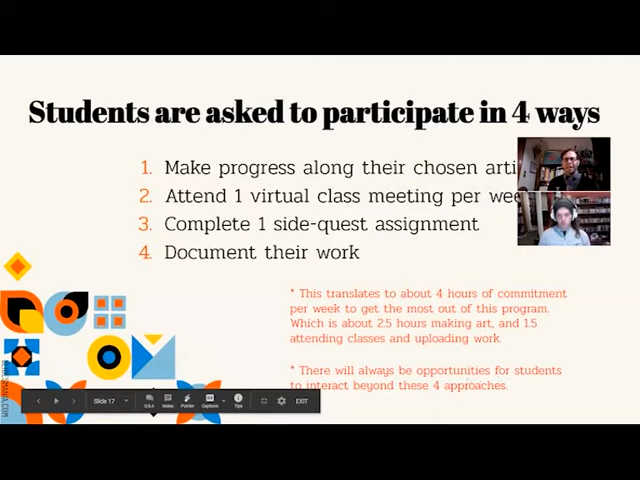 Students are asked to participate in 4 ways
1. Make progress along their chosen arti
2. Attend 1 virtual class meeting per wee
3. Complete 1 side-quest assignment
4. Document their work
* This translates to about 4 hours of commitment
per week to get the most out of this program.
Which is about 2.5 hours making art, and 1.5
attending classes and uploading work.
* There will always be opportunities for students
to interact beyond these 4 approaches.
Slide 17
Q&A
Notes
Pointer
Captions
Tips
EXIT